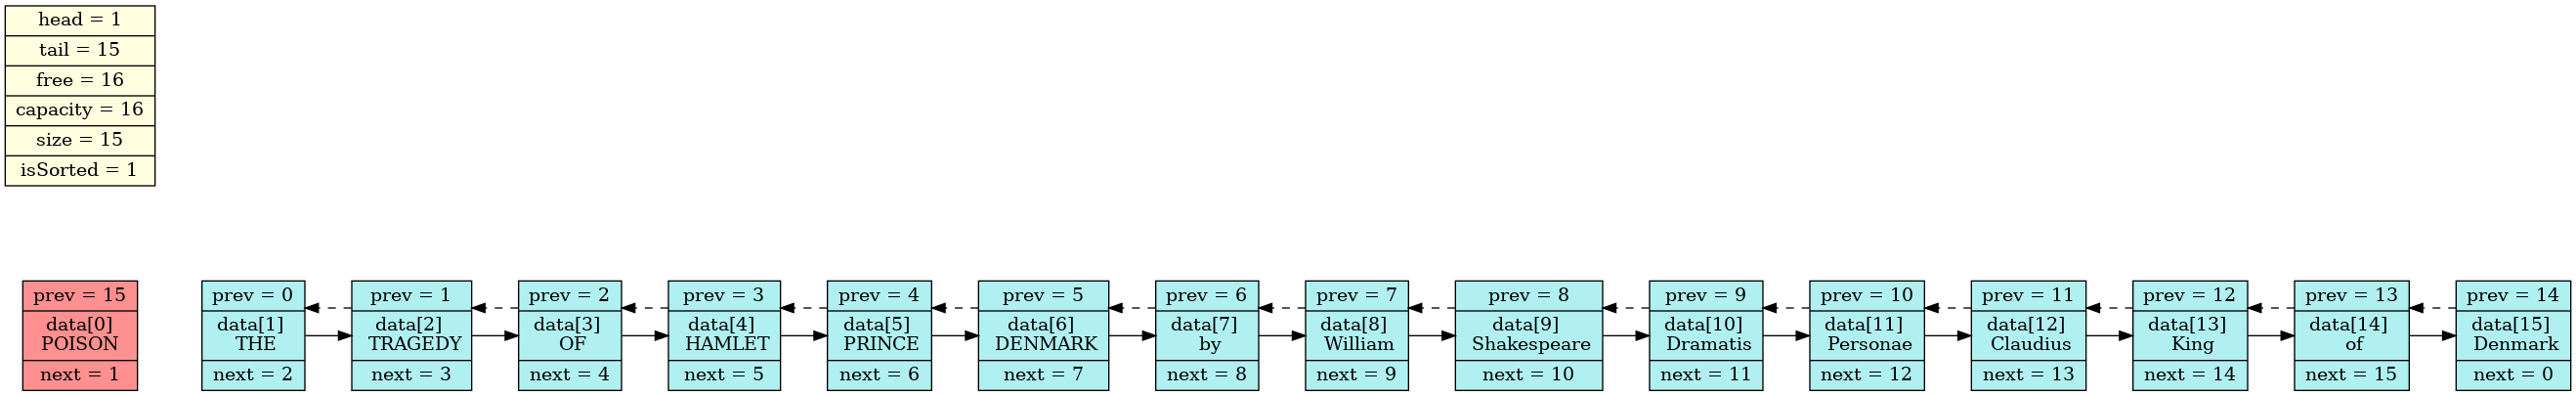 head = 1
tail = 15
free = 16
capacity = 16
size = 15
isSorted = 1
prev = 15
data[0]
POISON
next = 1
prev = 0
data[1]
THE
next = 2
prev = 1
data[2]
TRAGEDY
next = 3
prev = 2
data[3]
OF
next = 4
prev = 3
data[4]
HAMLET
next = 5
prev = 4
data[5]
PRINCE
next = 6
prev = 5
data[6]
DENMARK
next = 7
prev = 6
data[7]
by
next = 8
prev = 7
data[8]
William
next = 9
prev = 8
data[9]
Shakespeare
next = 10
prev = 9
data[10]
Dramatis
next = 11
prev = 10
data[11]
Personae
next = 12
prev = 11
data[12]
Claudius
next = 13
prev = 12
data[13]
King
next = 14
prev = 13
data[14]
of
next = 15
prev = 14
data[15]
Denmark
next = 0